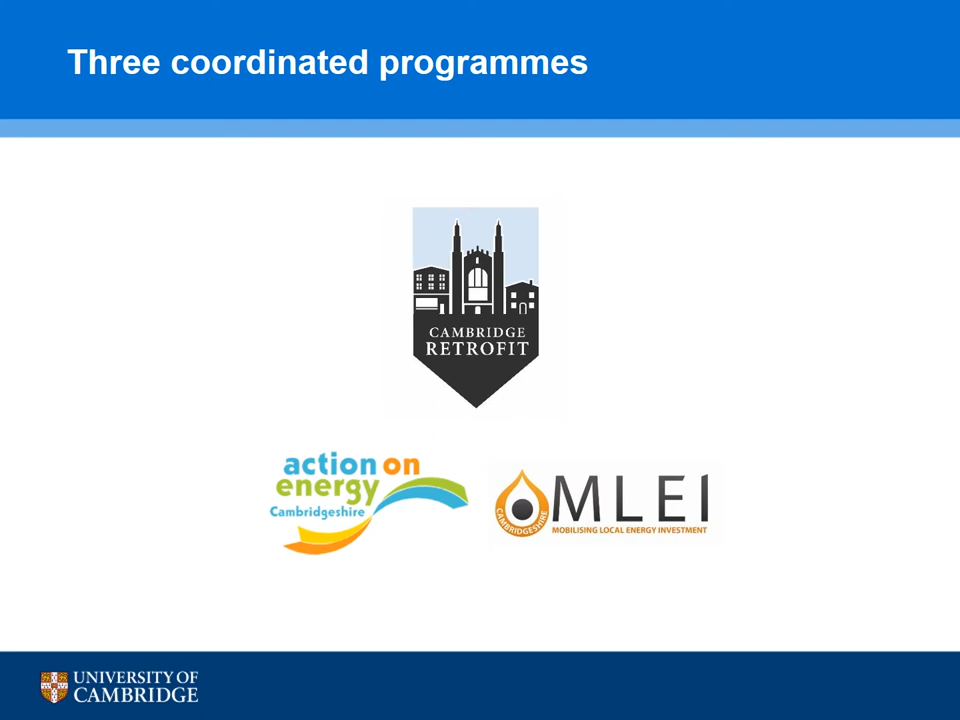 Three coordinated programmes
CAMBRIDGE
RETROFIT
action on
energy
Cambridgeshire
CAMBRIDGESHIRE
MLEI
MOBILISING LOCAL ENERGY INVESTMENT
UNIVERSITY OF
CAMBRIDGE